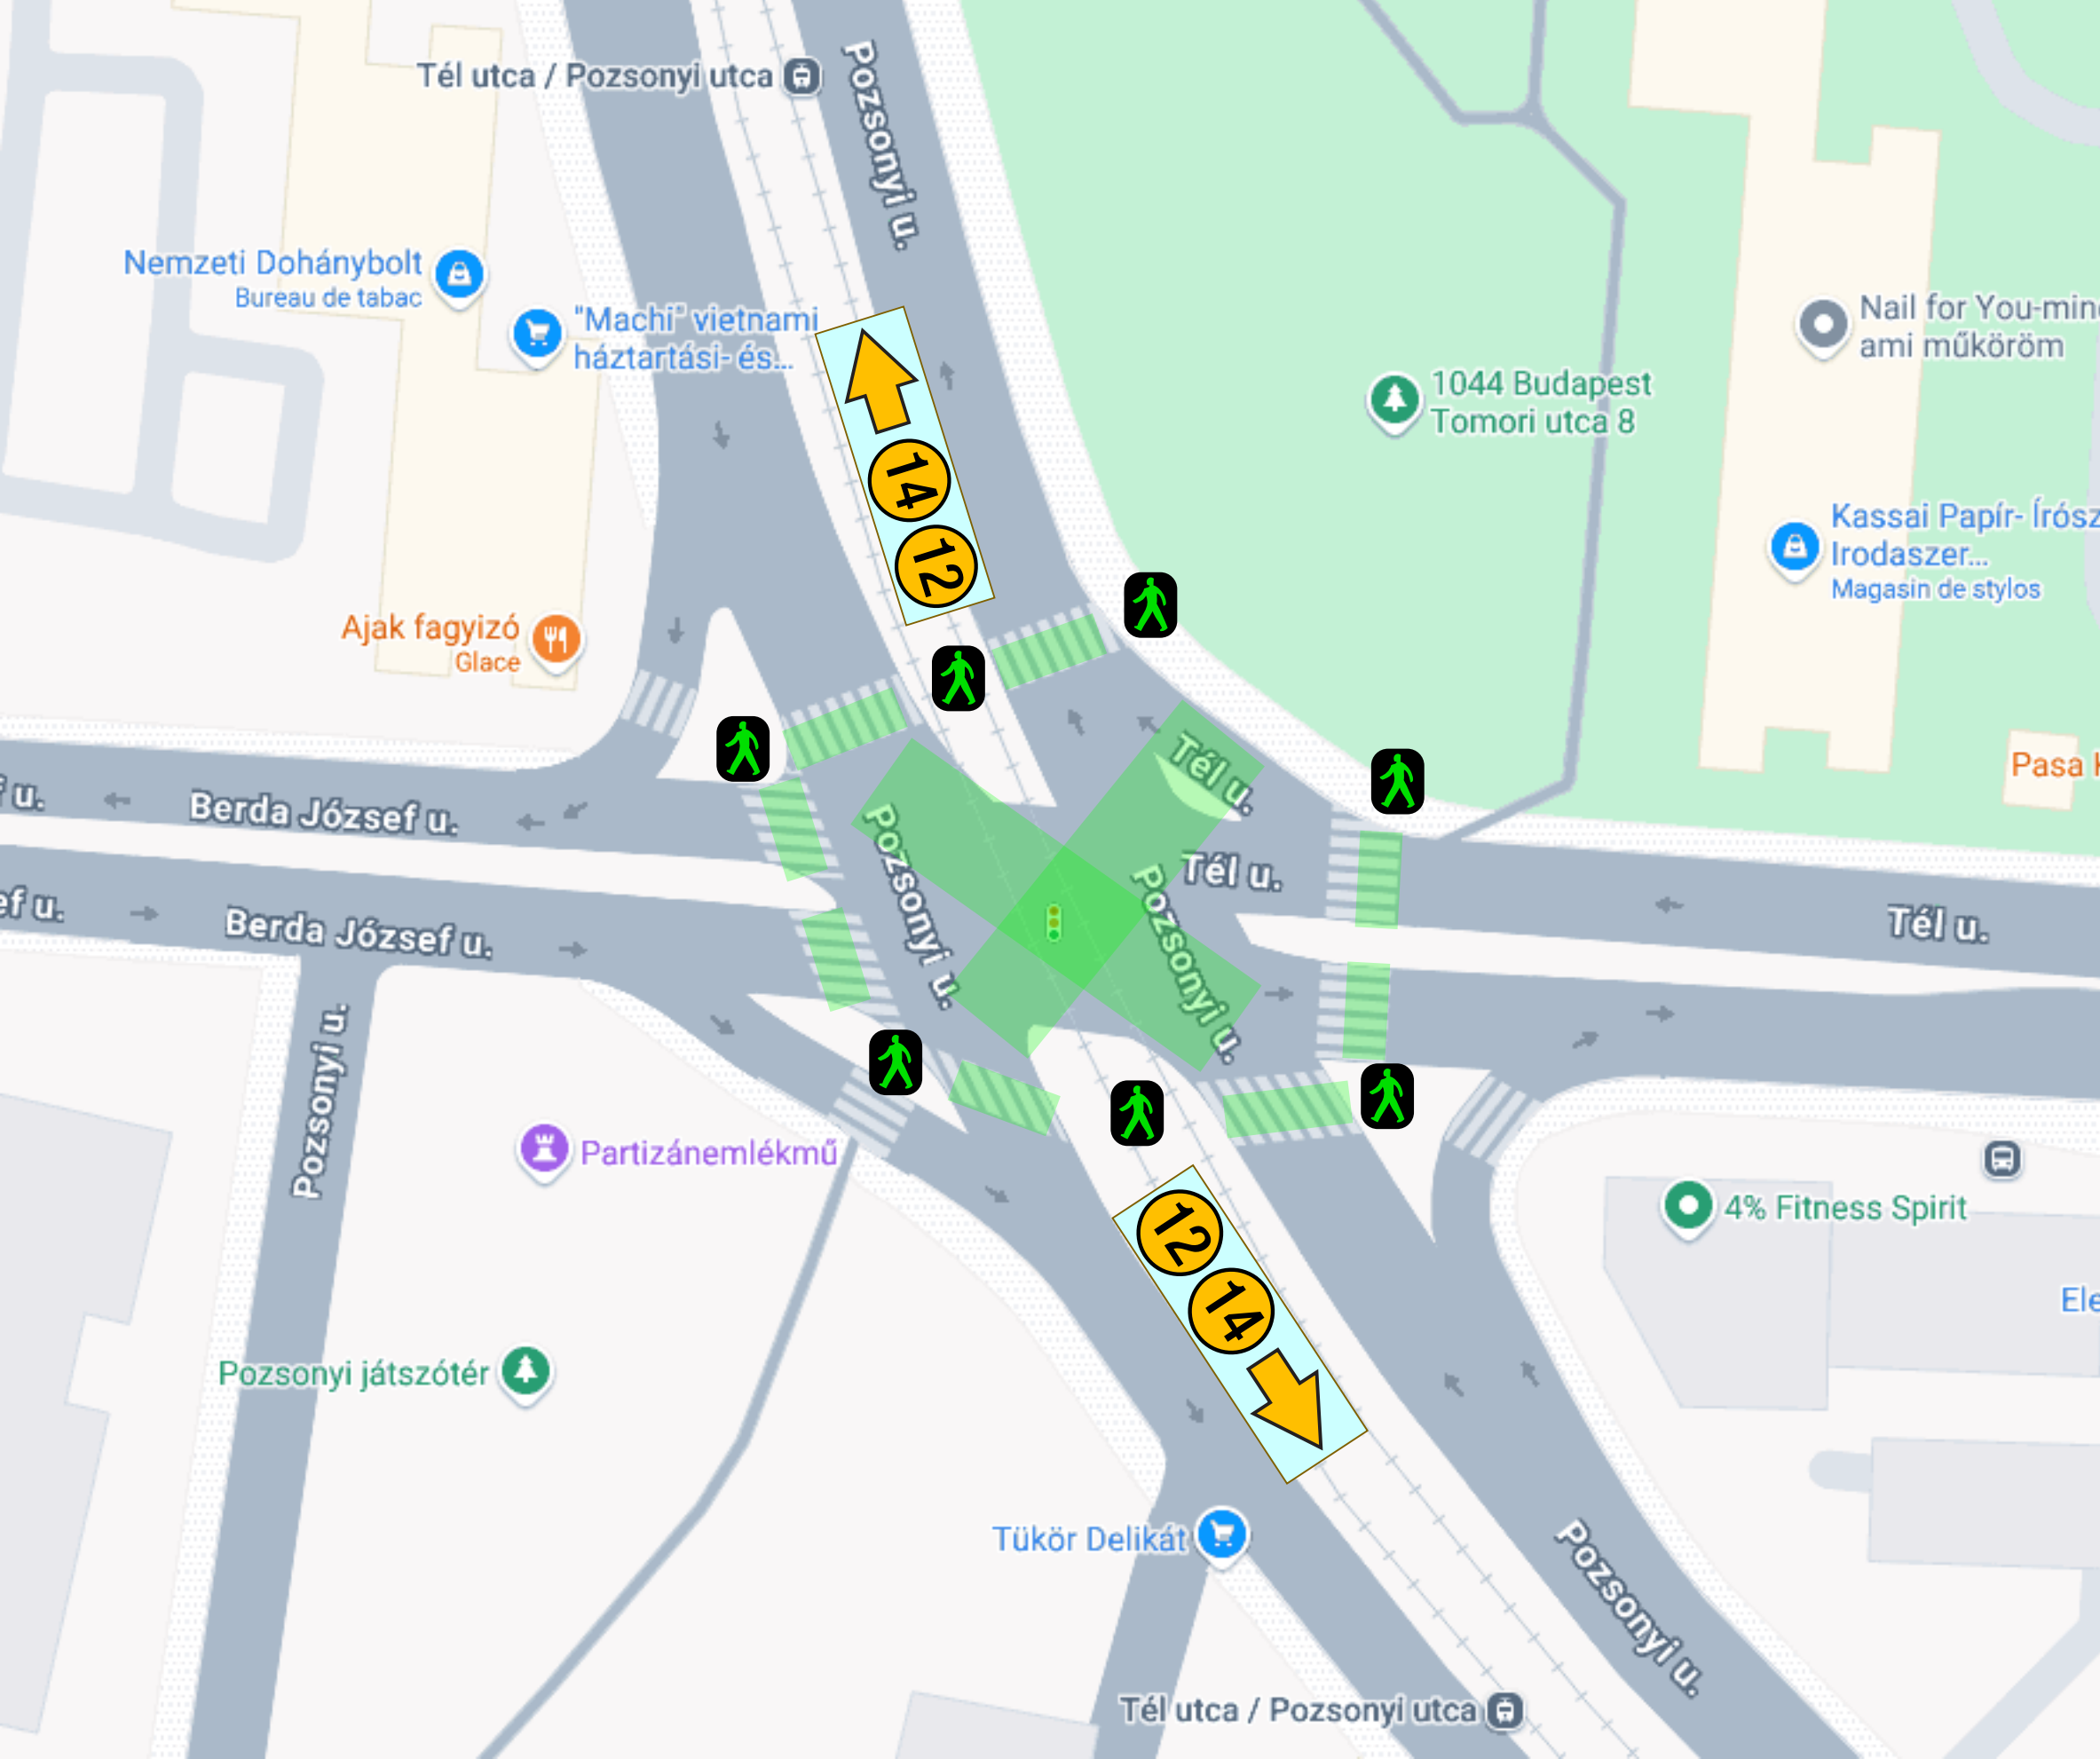 Tél utca / Pozsonyi utca
Pozsonyi u.
Nemzeti Dohánybolt
Bureau de tabac
"Machi" vietnami
háztartási- és...
Nail for You-min
ami műköröm
1044 Budapest
Tomori utca 8
14
12
Kassai Papír- Írósz
Irodaszer...
Magasin de stylos
Ajak fagyizó
Glace
Tél u.
Pasa
f u.
Berda József u.
Pozsonyi u.
Tél u.
Pozsonyi u.
Tél u.
ef u.
Berda József u.
Pozsonyi u.
Partizánemlékmű
4% Fitness Spirit
12
14
Ele
Pozsonyi játszótér
Tükör Delikát
Pozsonyi u.
Tél utca / Pozsonyi utca